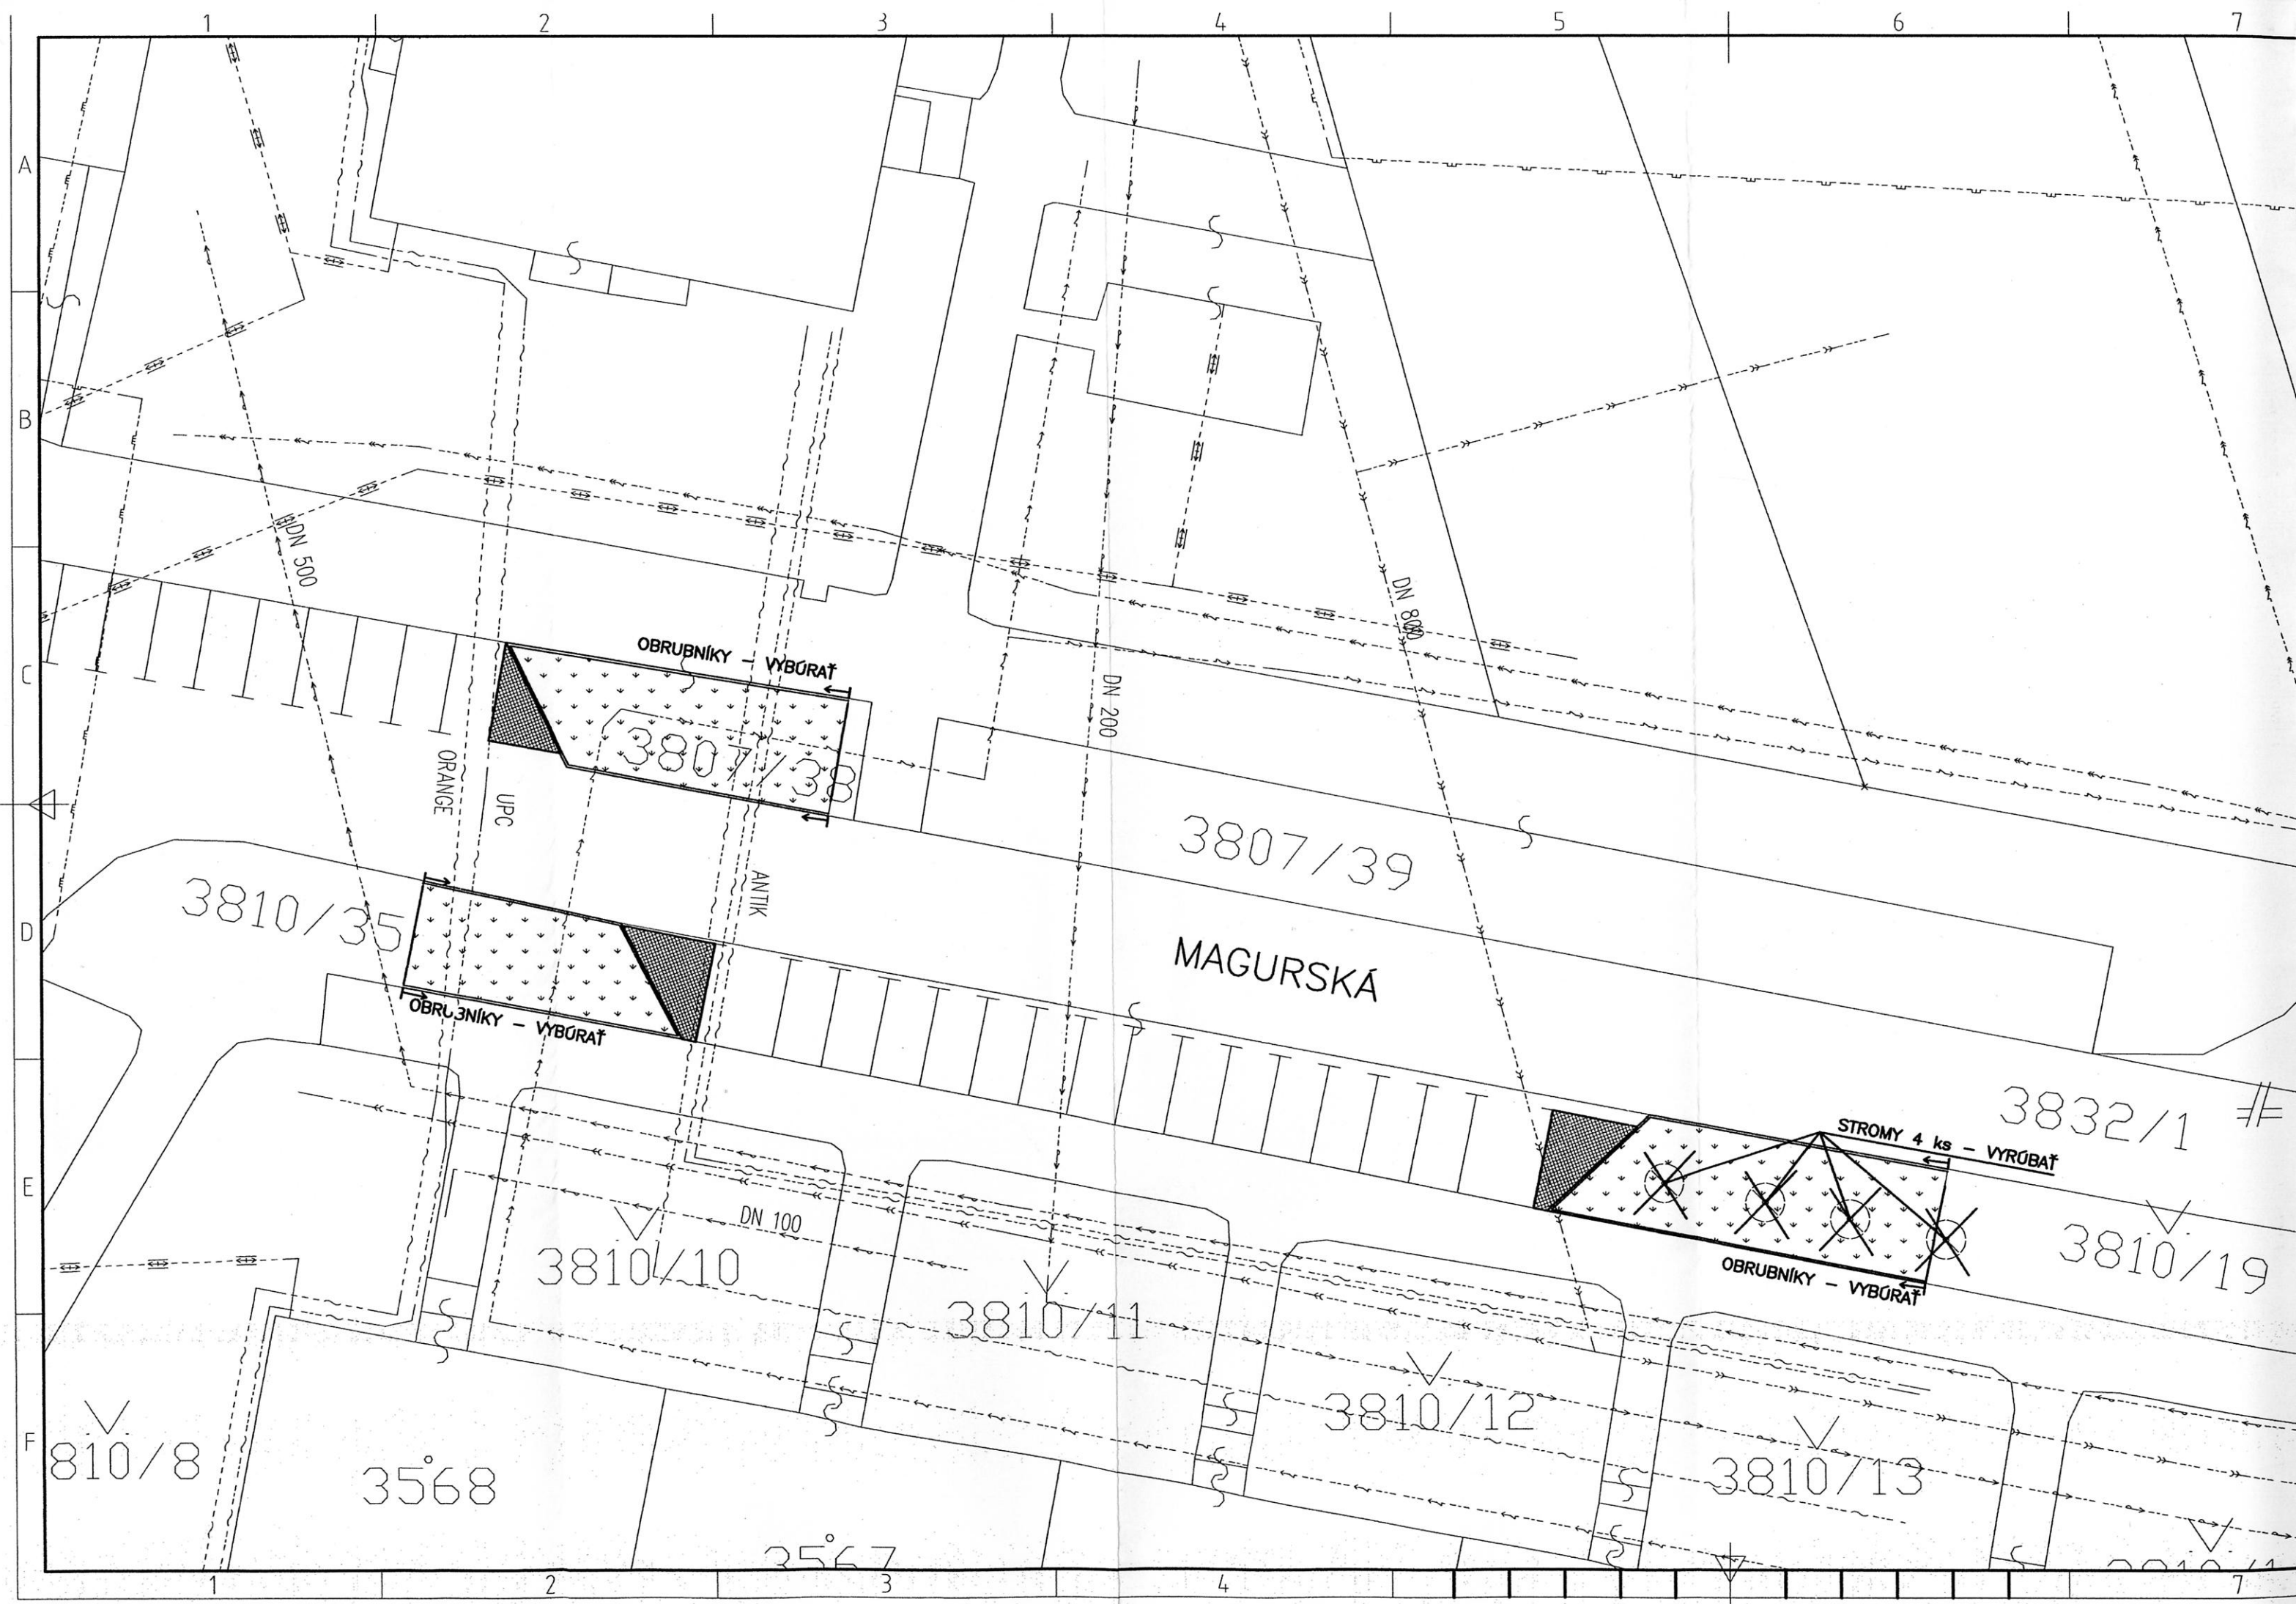 1 2 3 4 5 6 7
A
B
DN 500
DN 800
C
OBRUBNÍKY – VYBÚRAŤ
DN 200
3807/38
ORANGE
UPC
3807/39
ANTIK
3810/35
D
MAGURSKÁ
OBRUBNÍKY – VYBÚRAŤ
3832/1
STROMY 4 ks – VYRÚBAŤ
E
DN 100
3810/10
3810/19
OBRUBNÍKY – VYBÚRAŤ
3810/11
3810/12
F
810/8
3568
3810/13
3567
1 2 3 4 7